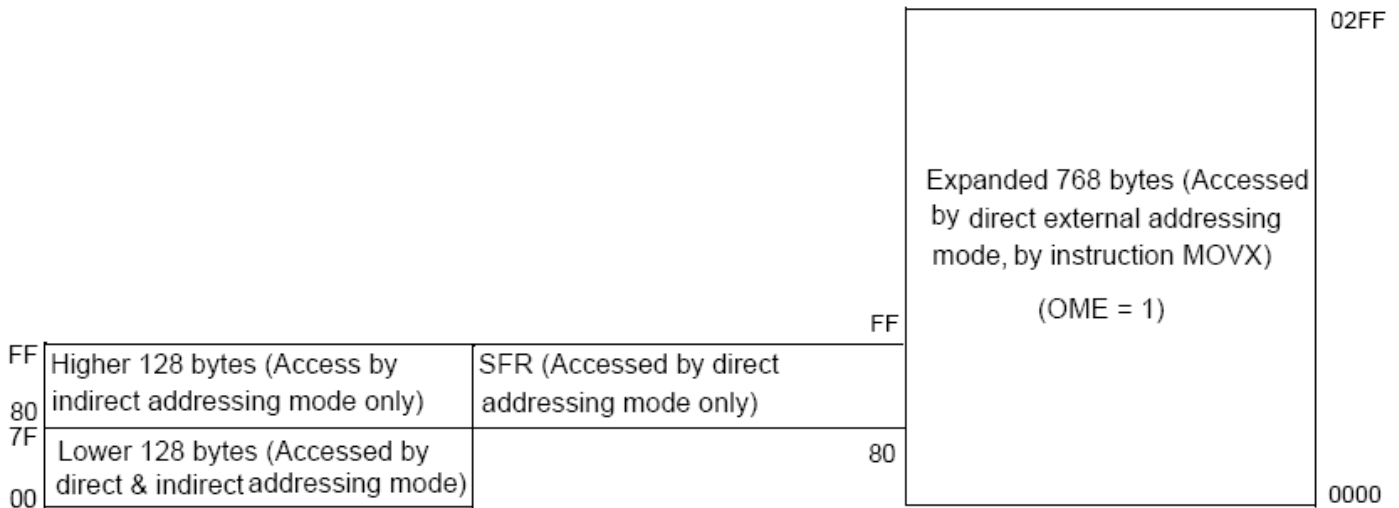 02FF
Expanded 768 bytes (Accessed
by direct external addressing
mode, by instruction MOVX)
(OME = 1)
0000
FF
FF
Higher 128 bytes (Access by
indirect addressing mode only)
80
SFR (Accessed by direct
addressing mode only)
80
7F
Lower 128 bytes (Accessed by
direct & indirect addressing mode)
00